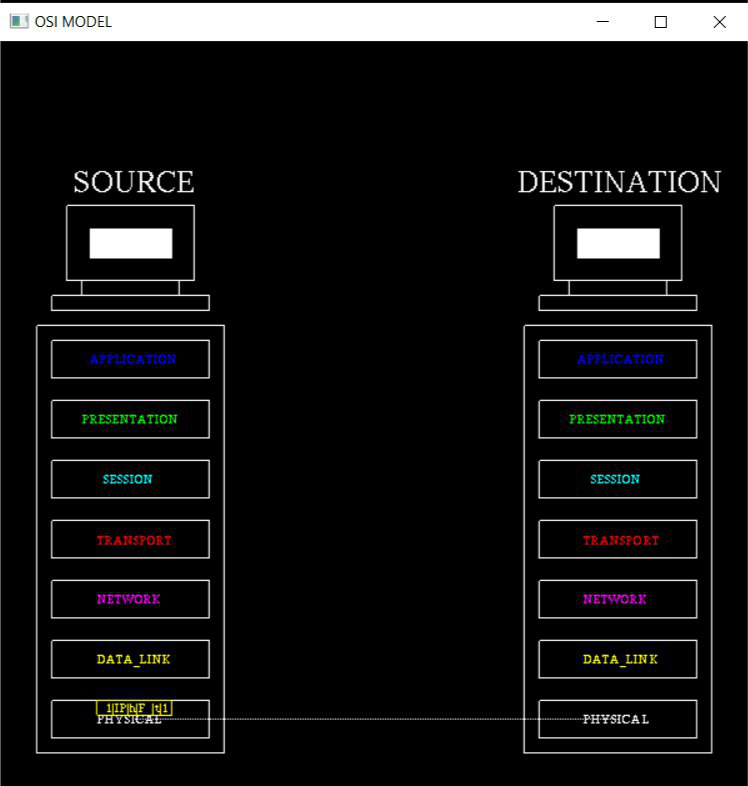 OSI MODEL
SOURCE
DESTINATION
APPLICATION
APPLICATION
PRESENTATION
PRESENTATION
SESSION
SESSION
TRANSPORT
TRANSPORT
NETWORK
NETWORK
DATA_LINK
DATA_LINK
PHYSICAL
PHYSICAL